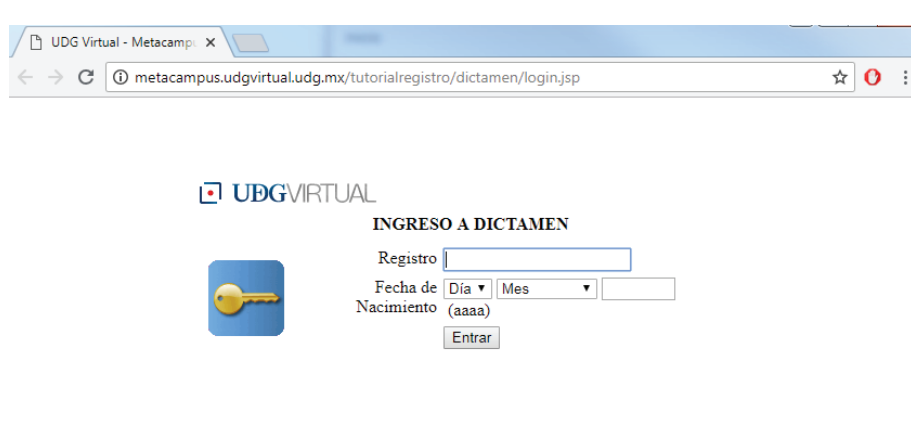 UDG Virtual - Metacampu
metacampus.udgvirtual.udg.mx/tutorialregistro/dictamen/login.jsp
UDGVIRTUAL
INGRESO A DICTAMEN
Registro
Fecha de Nacimiento
Día Mes
(aaaa)
Entrar